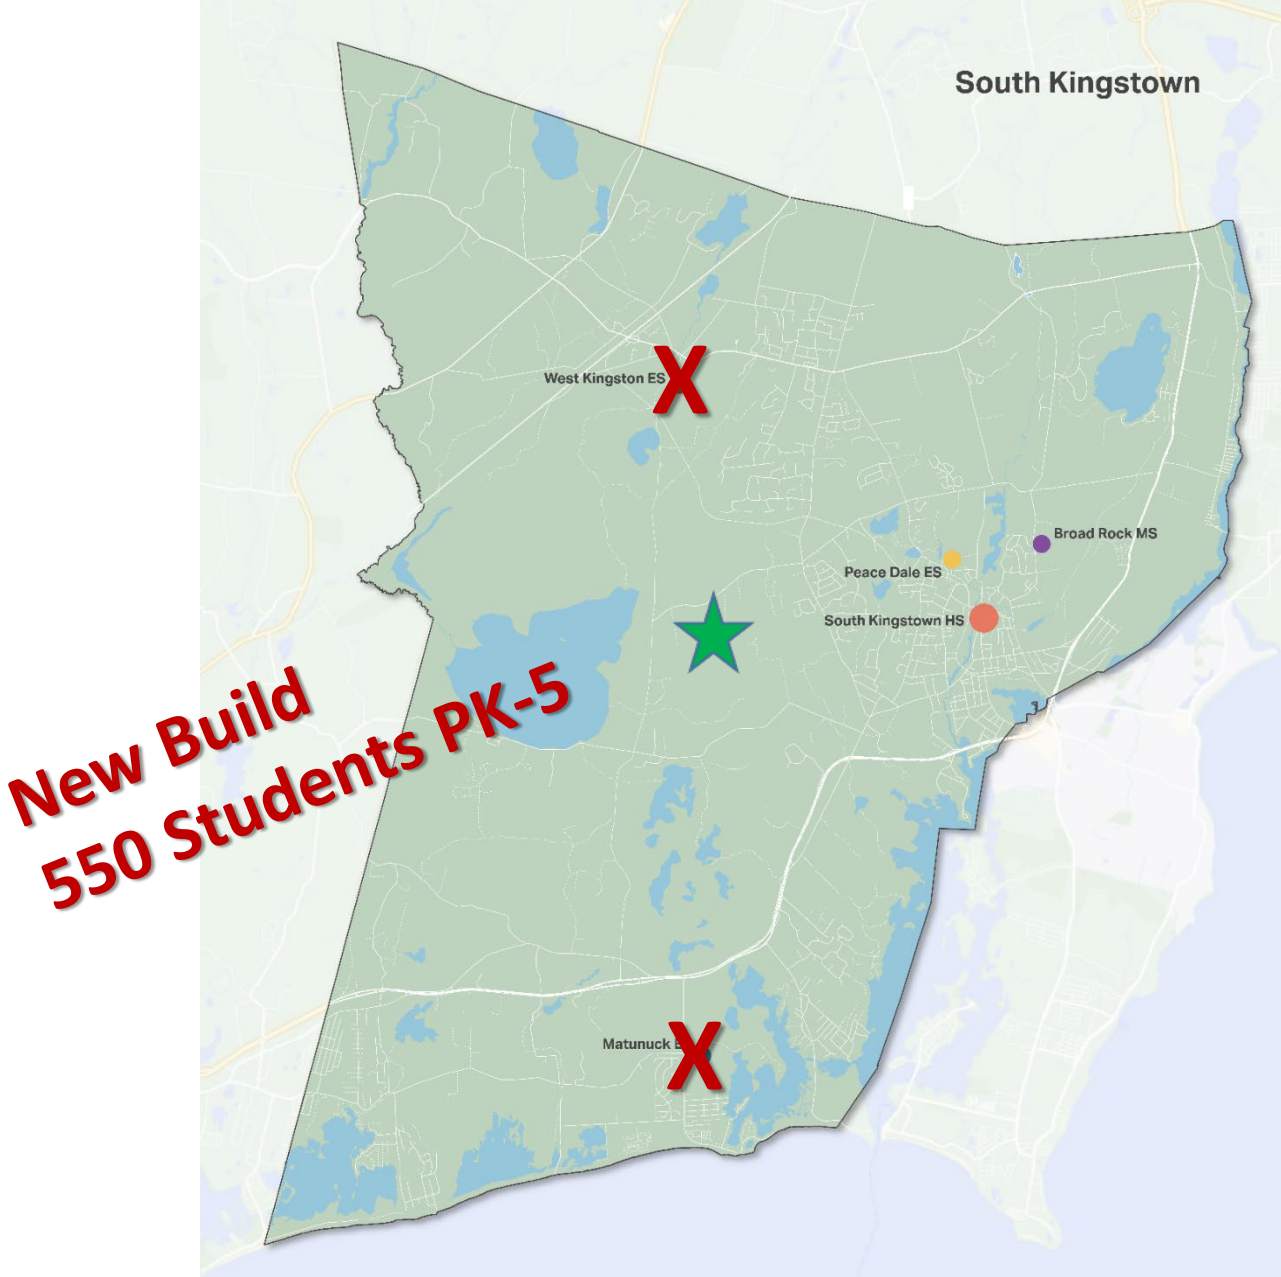 South Kingstown
West Kingston ES
X
Broad Rock MS
Peace Dale ES
South Kingstown HS
New Build
550 Students PK-5
Matunuck
X